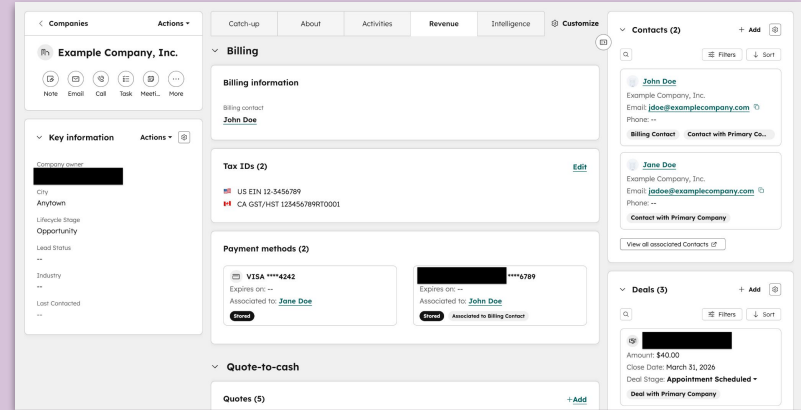 Companies
Actions
Example Company, Inc.
Note Email Call Task Meeti... More
Key information
Actions
Company owner
City
Anytown
Lifecycle Stage
Opportunity
Lead Status
--
Industry
--
Last Contacted
--
Catch-up
About
Activities
Revenue
Intelligence
Customize
Billing
Billing information
Billing contact
John Doe
Tax IDs (2)
Edit
US EIN 12-3456789
CA GST/HST 123456789RT0001
Payment methods (2)
VISA ****4242
Expires on: --
Associated to: Jane Doe
Stored
****6789
Expires on: --
Associated to: John Doe
Stored Associated to Billing Contact
Quote-to-cash
Quotes (5)
+Add
Contacts (2)
+ Add
Filters
Sort
John Doe
Example Company, Inc.
Email: jdoe@examplecompany.com
Phone: --
Billing Contact Contact with Primary Co...
Jane Doe
Example Company, Inc.
Email: jadoe@examplecompany.com
Phone: --
Contact with Primary Company
View all associated Contacts
Deals (3)
+ Add
Filters
Sort
Amount: $40.00
Close Date: March 31, 2026
Deal Stage: Appointment Scheduled
Deal with Primary Company